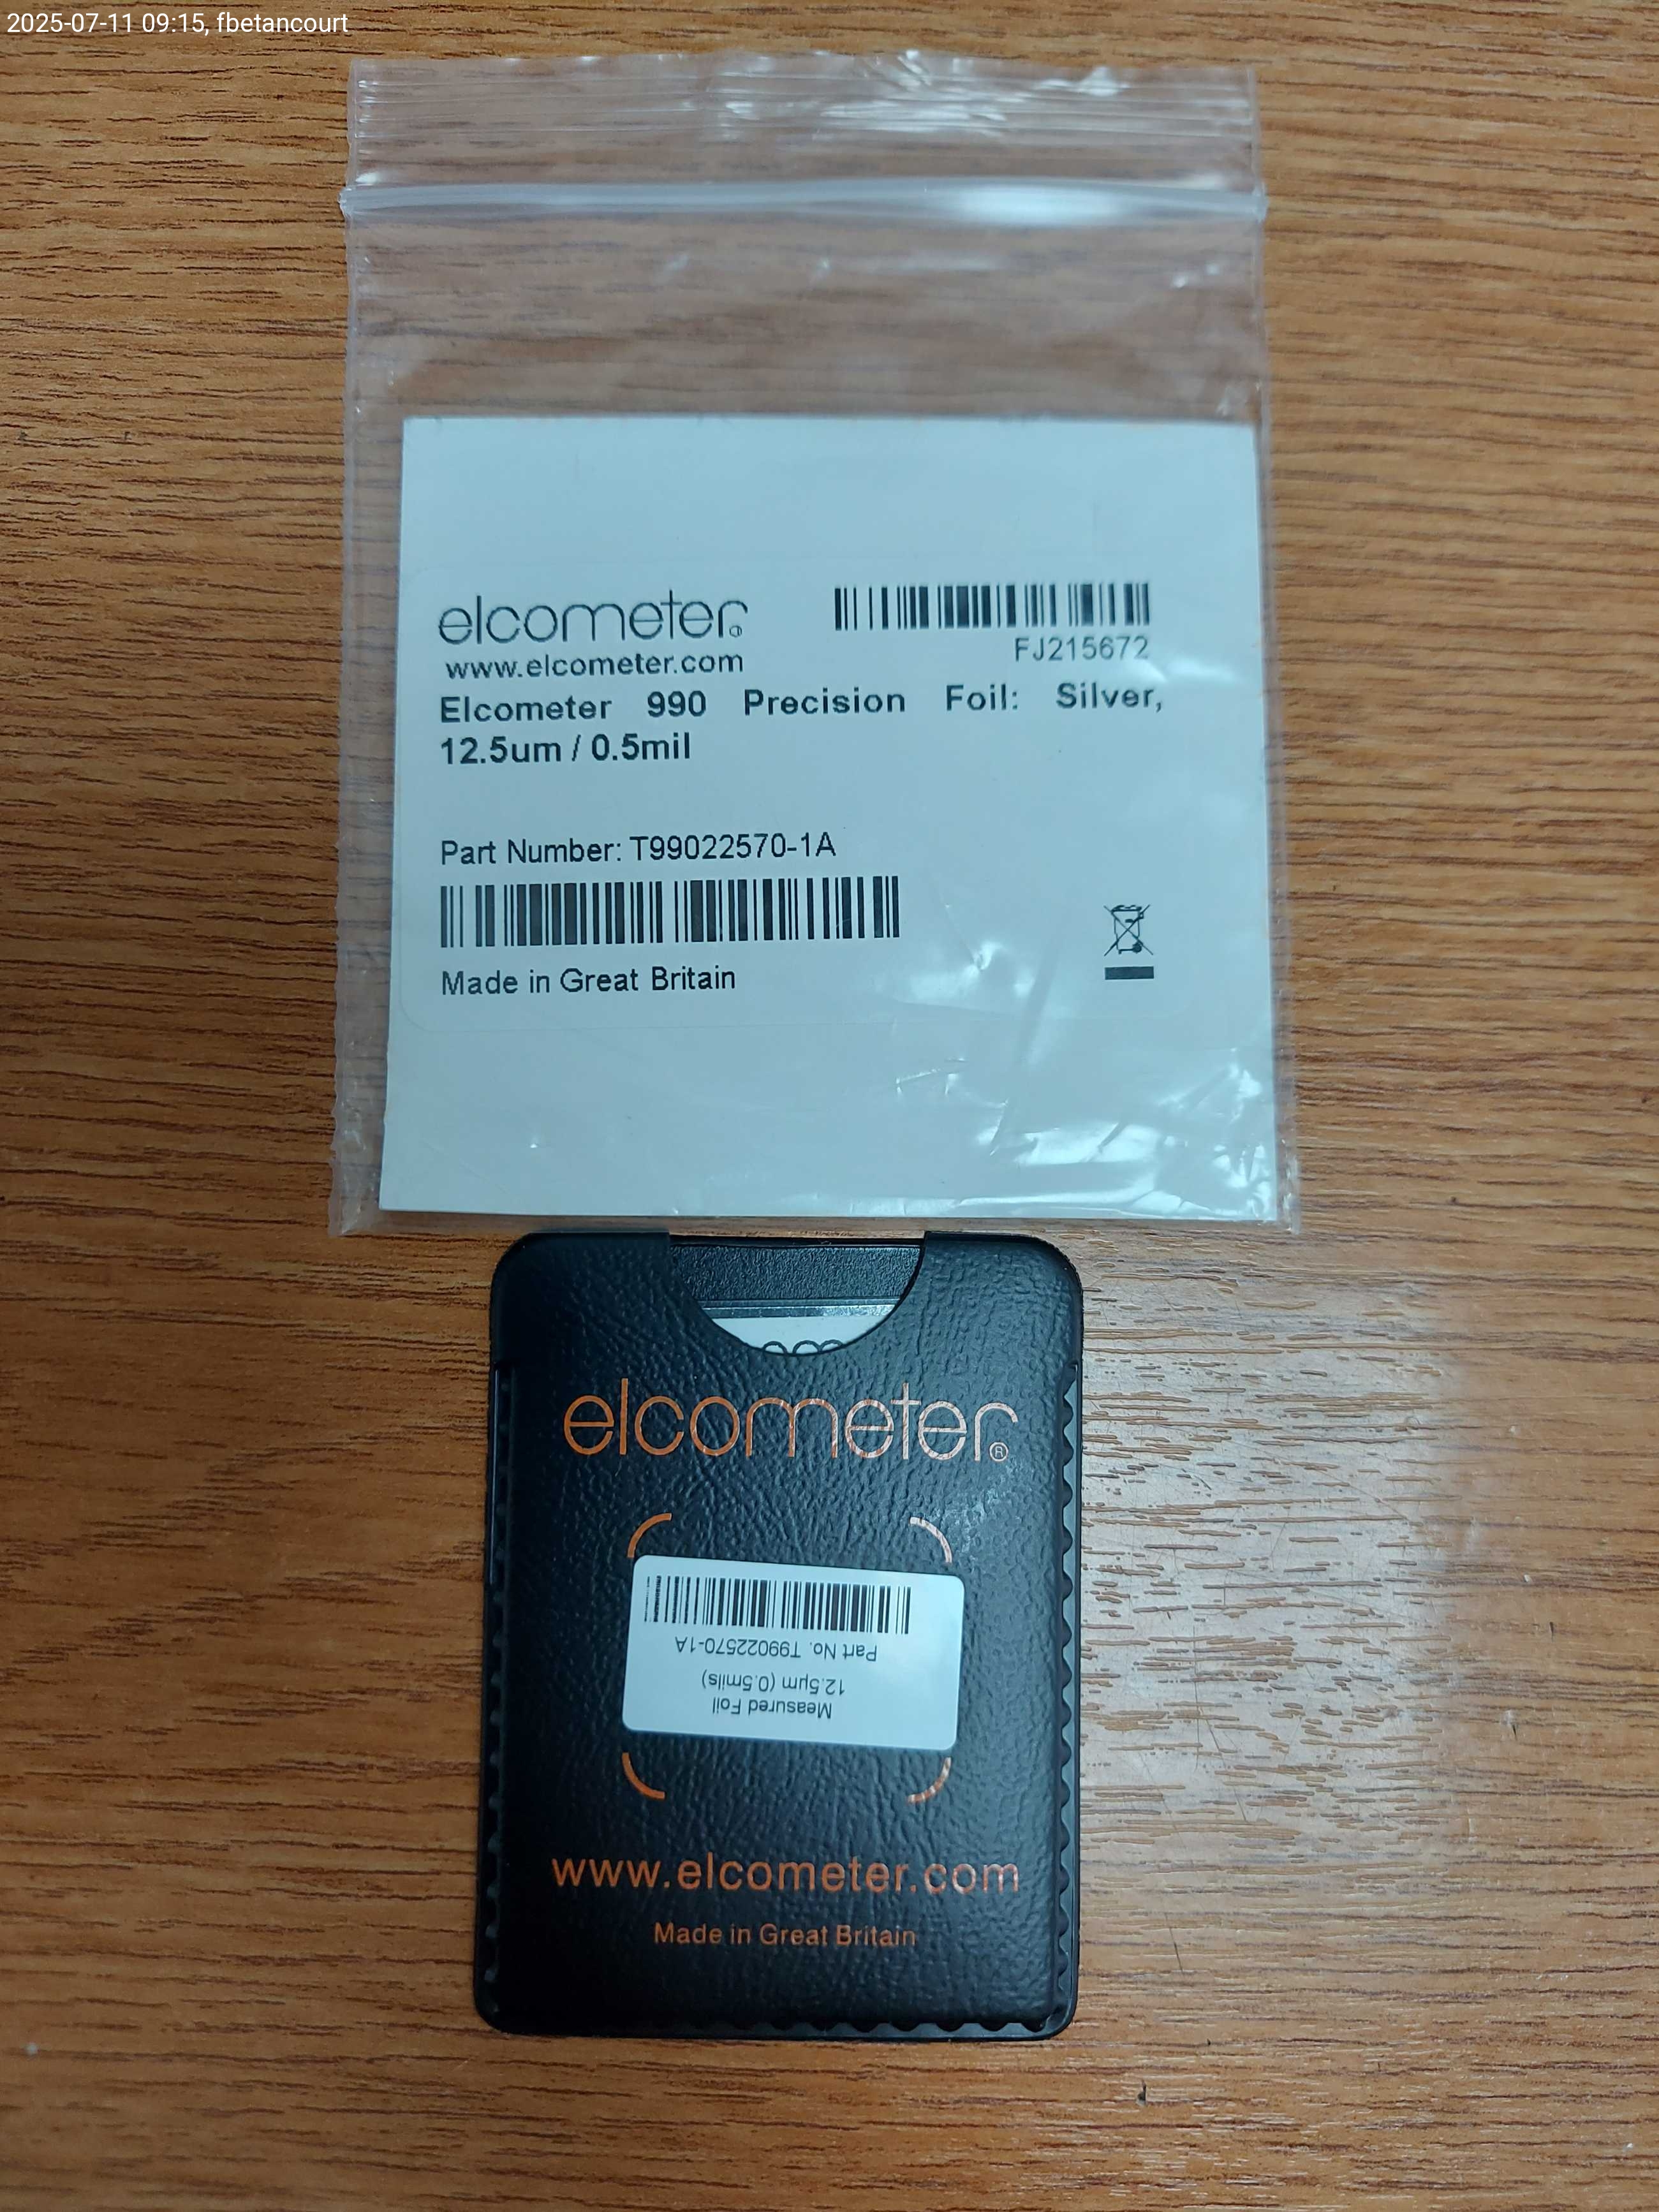 2025-07-11 09:15, fbetancourt
elcometer®
www.elcometer.com
FJ215672
Elcometer 990 Precision Foil: Silver,
12.5um / 0.5mil
Part Number: T99022570-1A
Made in Great Britain
elcometer®
Measured Foil
12.5µm (0.5mils)
Part No. T99022570-1A
www.elcometer.com
Made in Great Britain